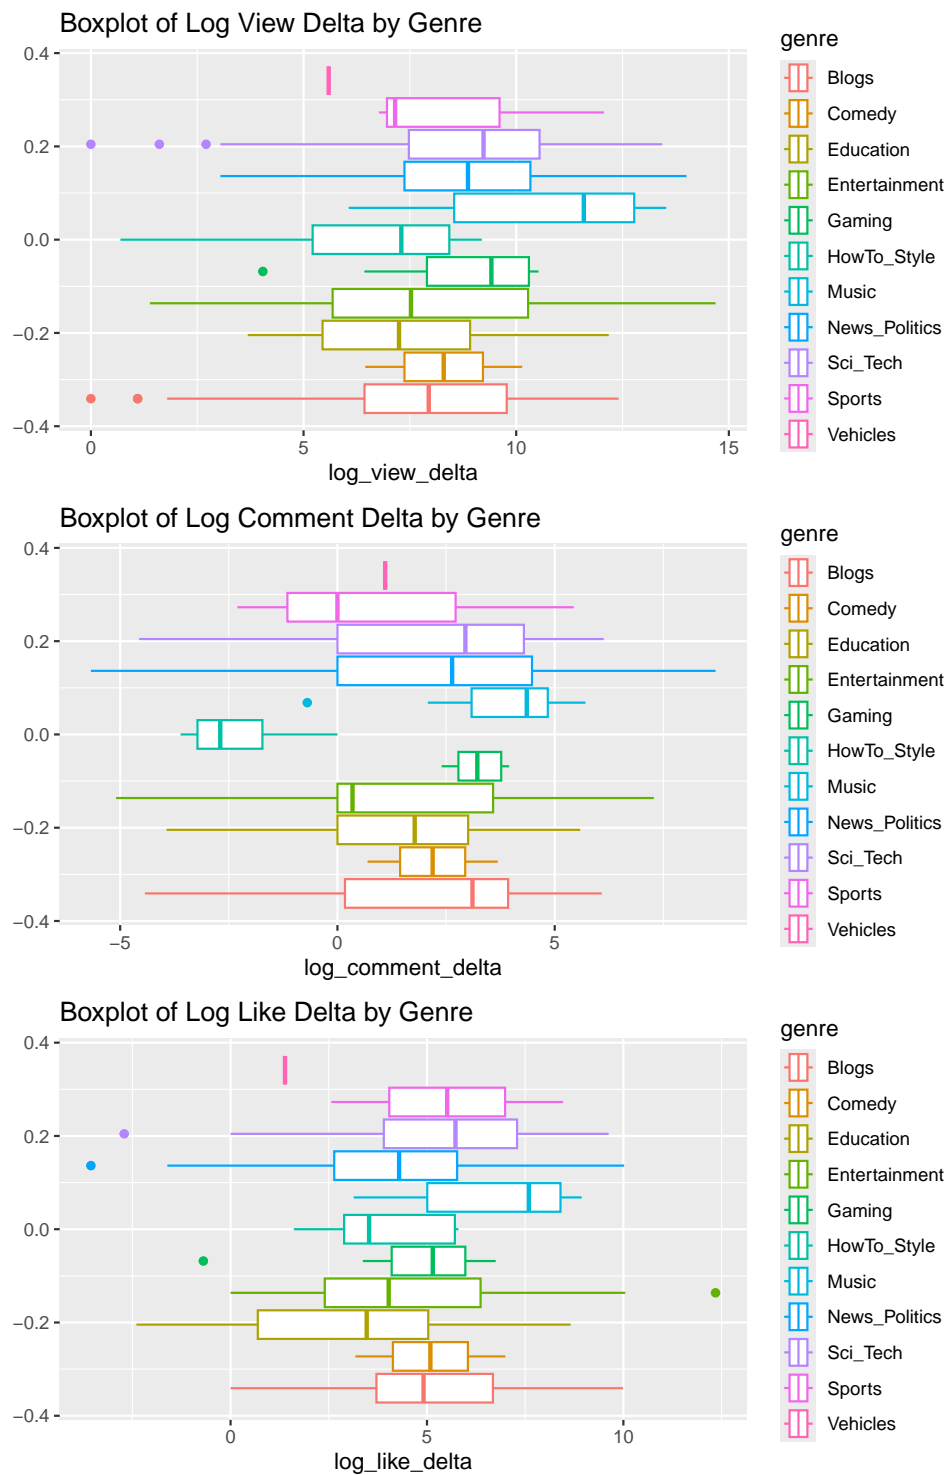 Boxplot of Log View Delta by Genre
0.4
0.2
0.0
−0.2
−0.4
0 5 10 15
log_view_delta
genre
Blogs
Comedy
Education
Entertainment
Gaming
HowTo_Style
Music
News_Politics
Sci_Tech
Sports
Vehicles
Boxplot of Log Comment Delta by Genre
0.4
0.2
0.0
−0.2
−0.4
−5 0 5
log_comment_delta
genre
Blogs
Comedy
Education
Entertainment
Gaming
HowTo_Style
Music
News_Politics
Sci_Tech
Sports
Vehicles
Boxplot of Log Like Delta by Genre
0.4
0.2
0.0
−0.2
−0.4
0 5 10
log_like_delta
genre
Blogs
Comedy
Education
Entertainment
Gaming
HowTo_Style
Music
News_Politics
Sci_Tech
Sports
Vehicles